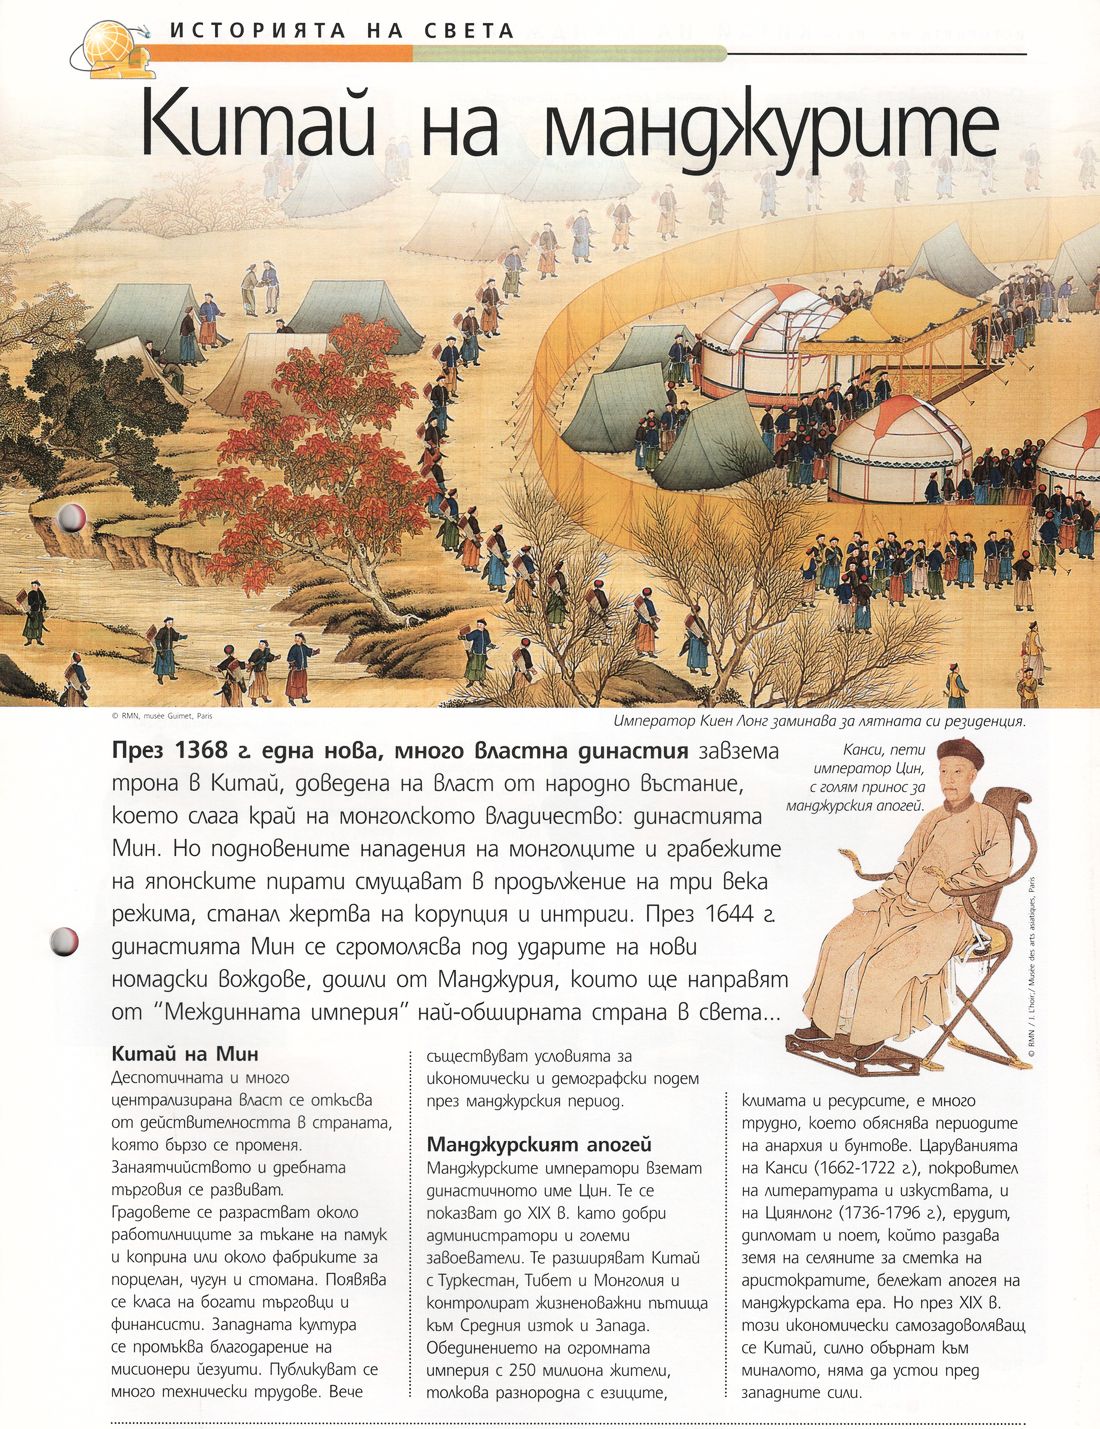 ИСТОРИЯТА НА СВЕТА
Китай на манджурите
© RMN, musée Guimet, Paris
Император Киен Лонг заминава за лятната си резиденция.
През 1368 г. една нова, много властна династия завзема
трона в Китай, доведена на власт от народно въстание,
което слага край на монголското владичество: династията
Мин. Но подновените нападения на монголците и грабежите
на японските пирати смущават в продължение на три века
режима, станал жертва на корупция и интриги. През 1644 г.
династията Мин се сгромолясва под ударите на нови
номадски вождове, дошли от Манджурия, които ще направят
от “Междинната империя” най-обширната страна в света...
Канси, пети
император Цин,
с голям принос за
манджурския апогей.
© RMN / J. L'hoir;/ Musée des arts asiatiques, Paris
Китай на Мин
Деспотичната и много
централизирана власт се откъсва
от действителността в страната,
която бързо се променя.
Занаятчийството и дребната
търговия се развиват.
Градовете се разрастват около
работилниците за тъкане на памук
и коприна или около фабриките за
порцелан, чугун и стомана. Появява
се класа на богати търговци и
финансисти. Западната култура
се промъква благодарение на
мисионери йезуити. Публикуват се
много технически трудове. Вече
съществуват условията за
икономически и демографски подем
през манджурския период.
Манджурският апогей
Манджурските императори вземат
династичното име Цин. Те се
показват до XIX в. като добри
администратори и големи
завоеватели. Те разширяват Китай
с Туркестан, Тибет и Монголия и
контролират жизненоважни пътища
към Средния изток и Запада.
Обединението на огромната
империя с 250 милиона жители,
толкова разнородна с езиците,
климата и ресурсите, е много
трудно, което обяснява периодите
на анархия и бунтове. Царуванията
на Канси (1662-1722 г.), покровител
на литературата и изкуствата, и
на Циянлонг (1736-1796 г.), ерудит,
дипломат и поет, който раздава
земя на селяните за сметка на
аристократите, бележат апогея на
манджурската ера. Но през XIX в.
този икономически самозадоволяващ
се Китай, силно обърнат към
миналото, няма да устои пред
западните сили.